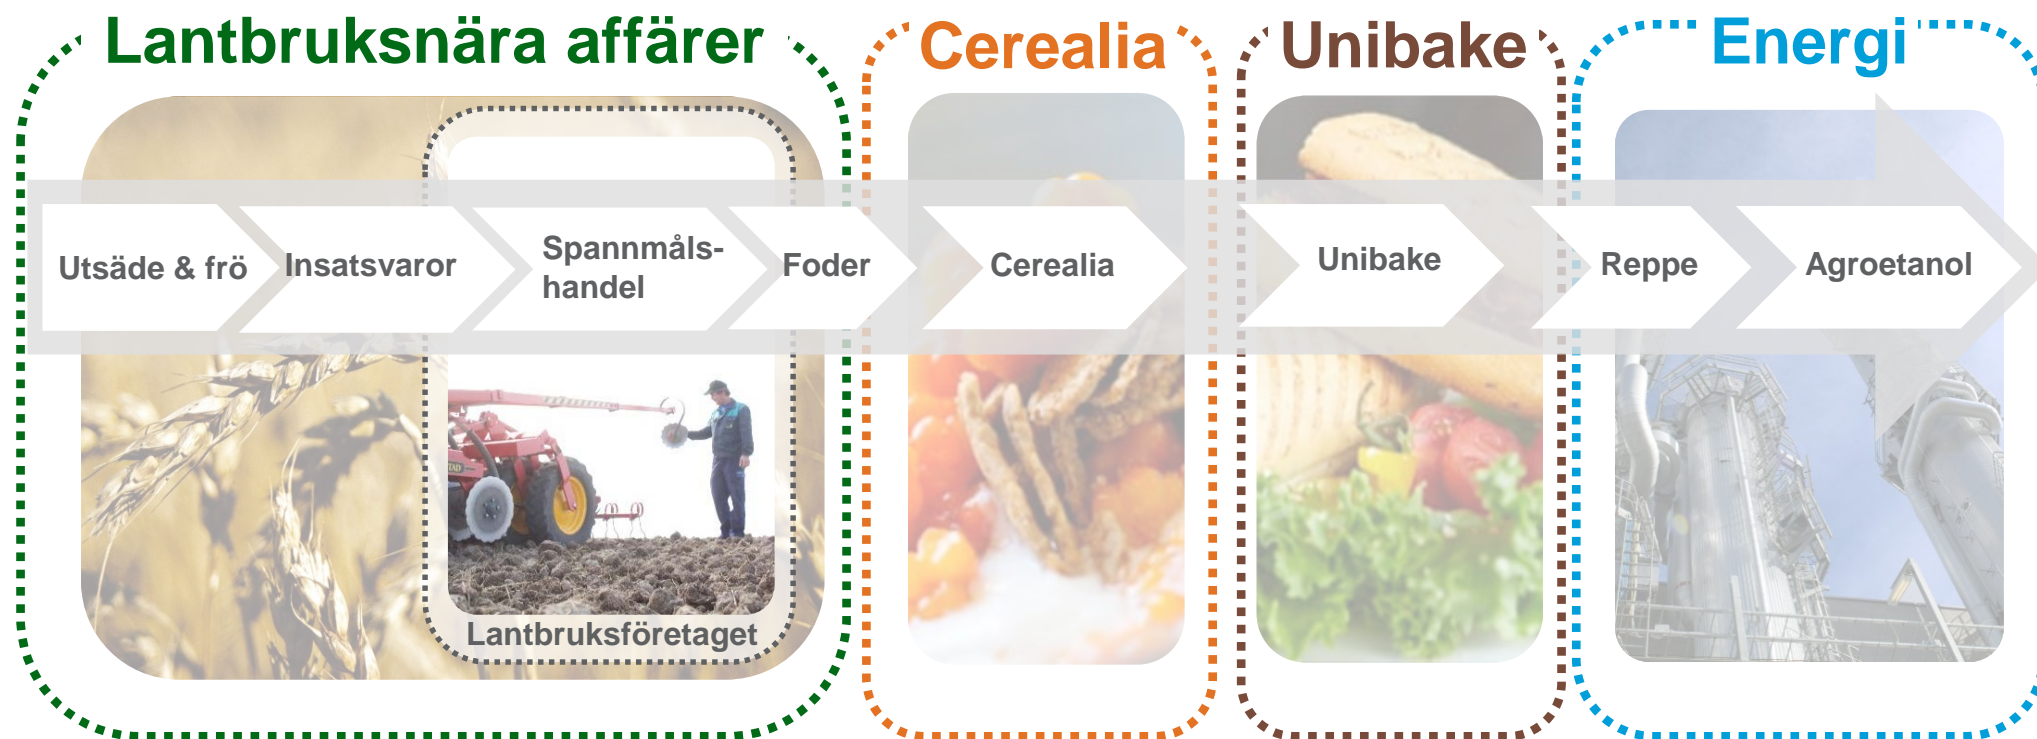 Lantbruksnära affärer
Cerealia
Unibake
Energi
Utsäde & frö
Insatsvaror
Spannmåls-
handel
Foder
Cerealia
Unibake
Reppe
Agroetanol
Lantbruksföretaget